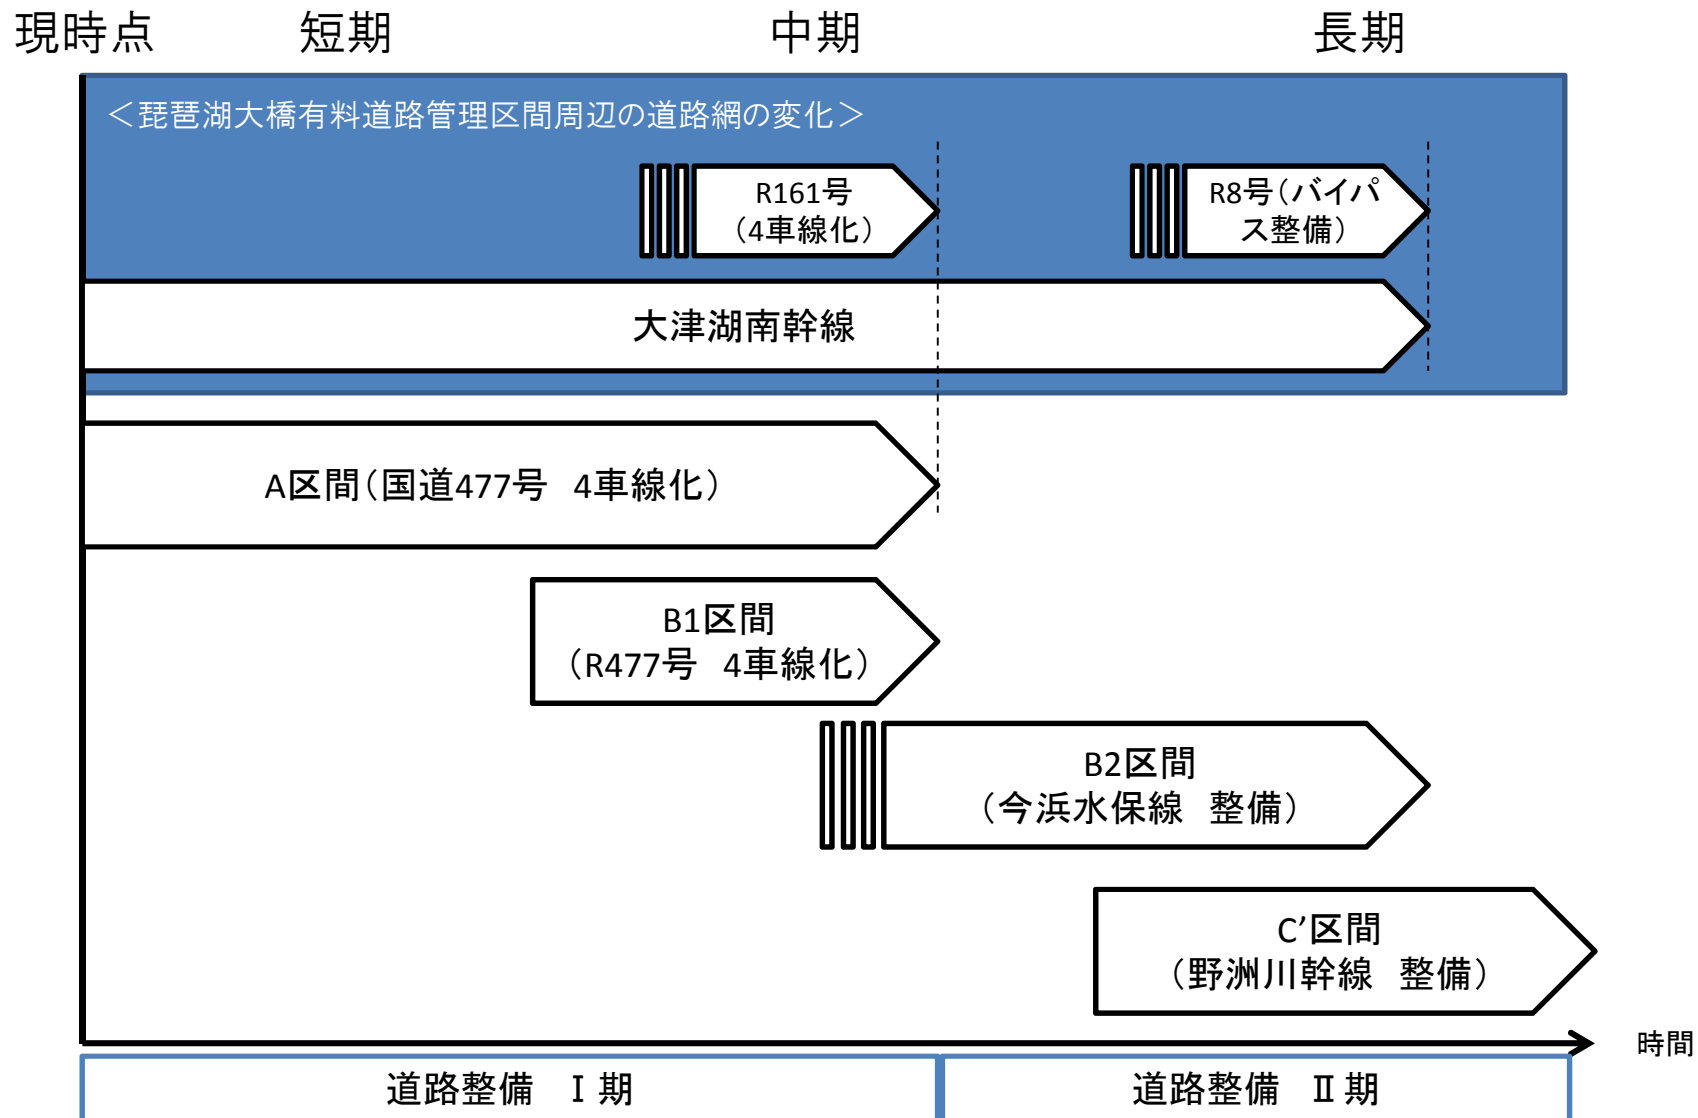 現時点 短期 中期 長期
＜琵琶湖大橋有料道路管理区間周辺の道路網の変化＞
R161号
（4車線化）
R8号（バイパ
ス整備）
大津湖南幹線
A区間（国道477号　4車線化）
B1区間
（R477号　4車線化）
B2区間
（今浜水保線　整備）
C’区間
（野洲川幹線　整備）
時間
道路整備　Ⅰ期
道路整備　Ⅱ期